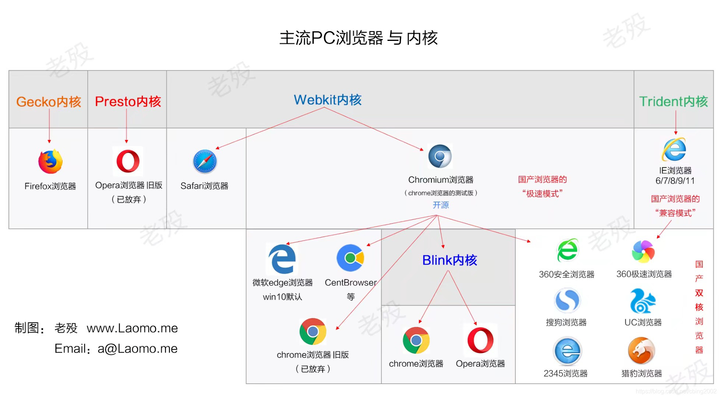 主流PC浏览器 与 内核
Gecko内核
Presto内核
Webkit内核
Trident内核
Firefox浏览器
Opera浏览器 旧版
（已放弃）
Safari浏览器
Chromium浏览器
（chrome浏览器的测试版）
开源
国产浏览器的
“极速模式”
IE浏览器
6/7/8/9/11
国产浏览器的
“兼容模式”
微软edge浏览器
win10默认
CentBrowser
等
Blink内核
360安全浏览器
360极速浏览器
搜狗浏览器
UC浏览器
2345浏览器
猎豹浏览器
国产双核浏览器
chrome浏览器 旧版
（已放弃）
chrome浏览器
Opera浏览器
制图： 老殁 www.Laomo.me
Email：a@Laomo.me
老殁
老殁
老殁
老殁
老殁
老殁
老殁